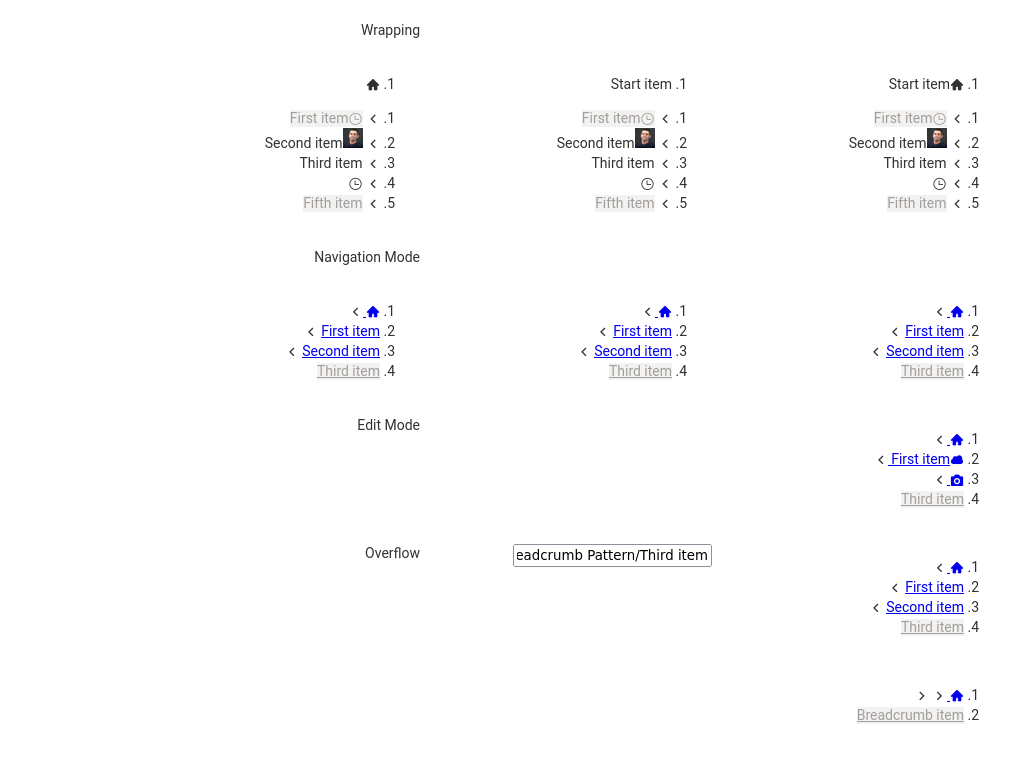 Wrapping
.1
First item .1
Second item .2
Third item .3
.4
Fifth item .5
Start item .1
First item .1
Second item .2
Third item .3
.4
Fifth item .5
Start item .1
First item .1
Second item .2
Third item .3
.4
Fifth item .5
Navigation Mode
.1
First item .2
Second item .3
Third item .4
.1
First item .2
Second item .3
Third item .4
.1
First item .2
Second item .3
Third item .4
Edit Mode
.1
First item .2
.3
Third item .4
Overflow
eadcrumb Pattern/Third item
.1
First item .2
Second item .3
Third item .4
.1
Breadcrumb item .2